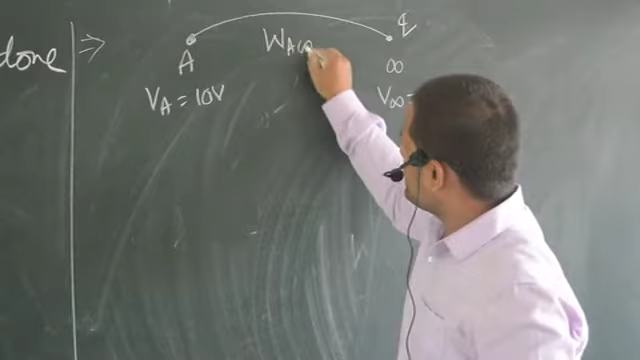 done
⇒
q
W_A∞
A
∞
V_A = 10V
V_∞ =